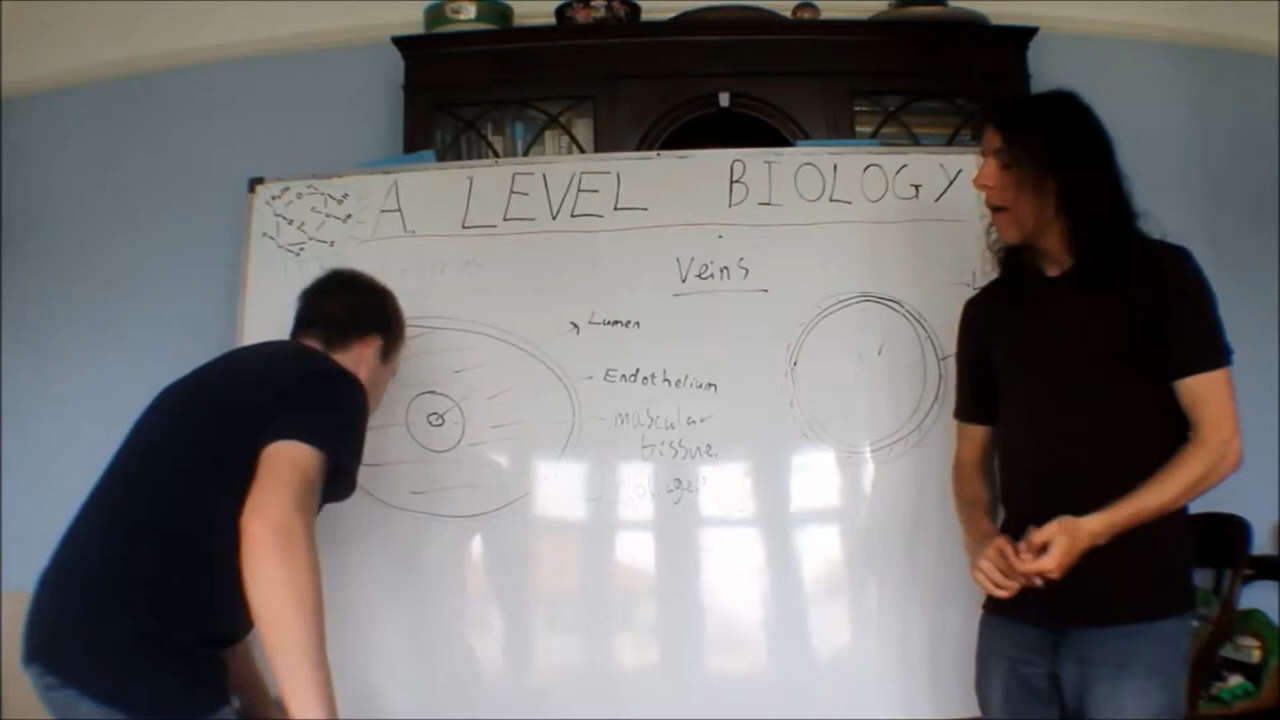 A LEVEL BIOLOGY
Veins
Lumen
Endothelium
muscular
tissue.